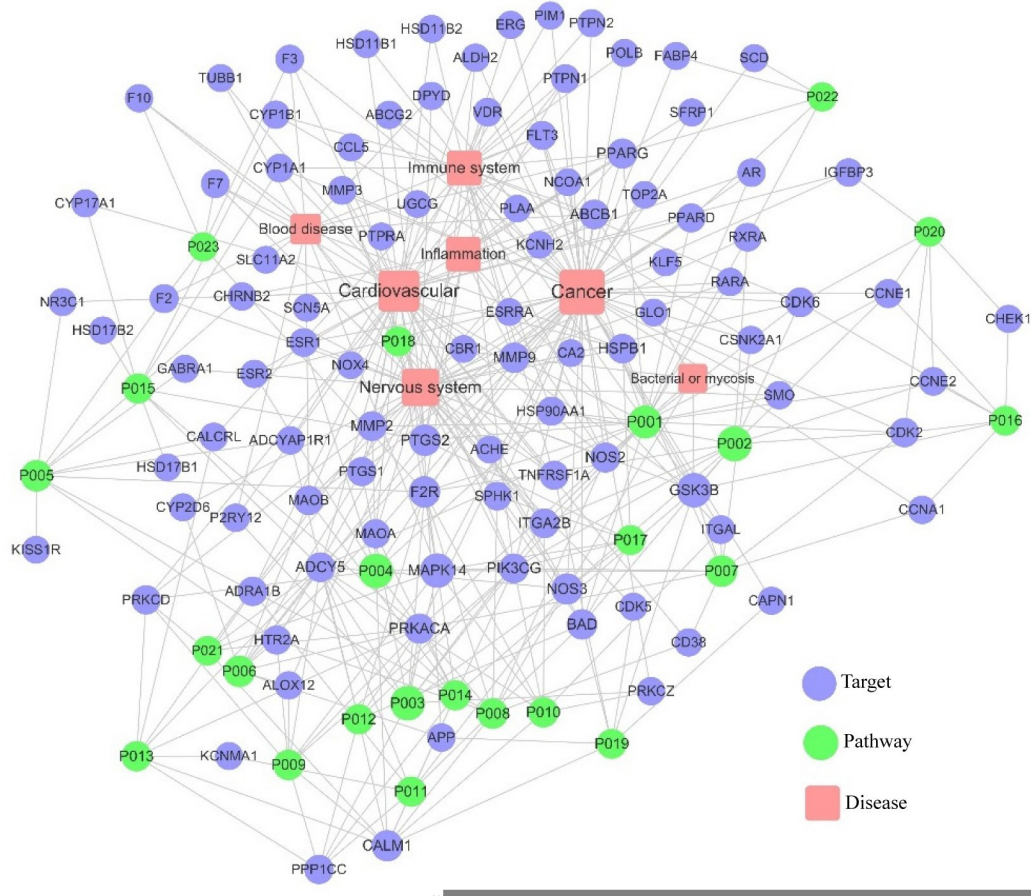 PIM1
HSD11B2
ERG
PTPN2
HSD11B1
F3
ALDH2
POLB
FABP4
SCD
TUBB1
PTPN1
F10
DPYD
P022
CYP1B1
ABCG2
VDR
SFRP1
FLT3
CCL5
PPARG
CYP1A1
Immune system
AR
IGFBP3
F7
MMP3
NCOA1
TOP2A
CYP17A1
UGCG
PLAA
ABCB1
PPARD
Blood disease
PTPRA
P020
P023
KCNH2
RXRA
SLC11A2
Inflammation
KLF5
RARA
NR3C1
F2
CHRNB2
Cardiovascular
Cancer
CCNE1
SCN5A
ESRRA
GLO1
CDK6
CHEK1
HSD17B2
ESR1
P018
CBR1
CSNK2A1
MMP9
CA2
HSPB1
GABRA1
ESR2
NOX4
P015
Nervous system
Bacterial or mycosis
CCNE2
SMO
HSP90AA1
P001
P016
MMP2
CALCRL
ADCYAP1R1
PTGS2
P002
CDK2
ACHE
HSD17B1
PTGS1
NOS2
P005
TNFRSF1A
F2R
GSK3B
MAOB
SPHK1
CYP2D6
P2RY12
CCNA1
ITGA2B
ITGAL
MAOA
P017
KISS1R
ADCY5
P004
MAPK14
PIK3CG
P007
ADRA1B
NOS3
PRKCD
CDK5
CAPN1
PRKACA
BAD
HTR2A
CD38
P021
P006
ALOX12
PRKCZ
Target
P014
P003
P008
P010
P012
APP
P019
Pathway
KCNMA1
P013
P009
P011
Disease
CALM1
PPP1CC